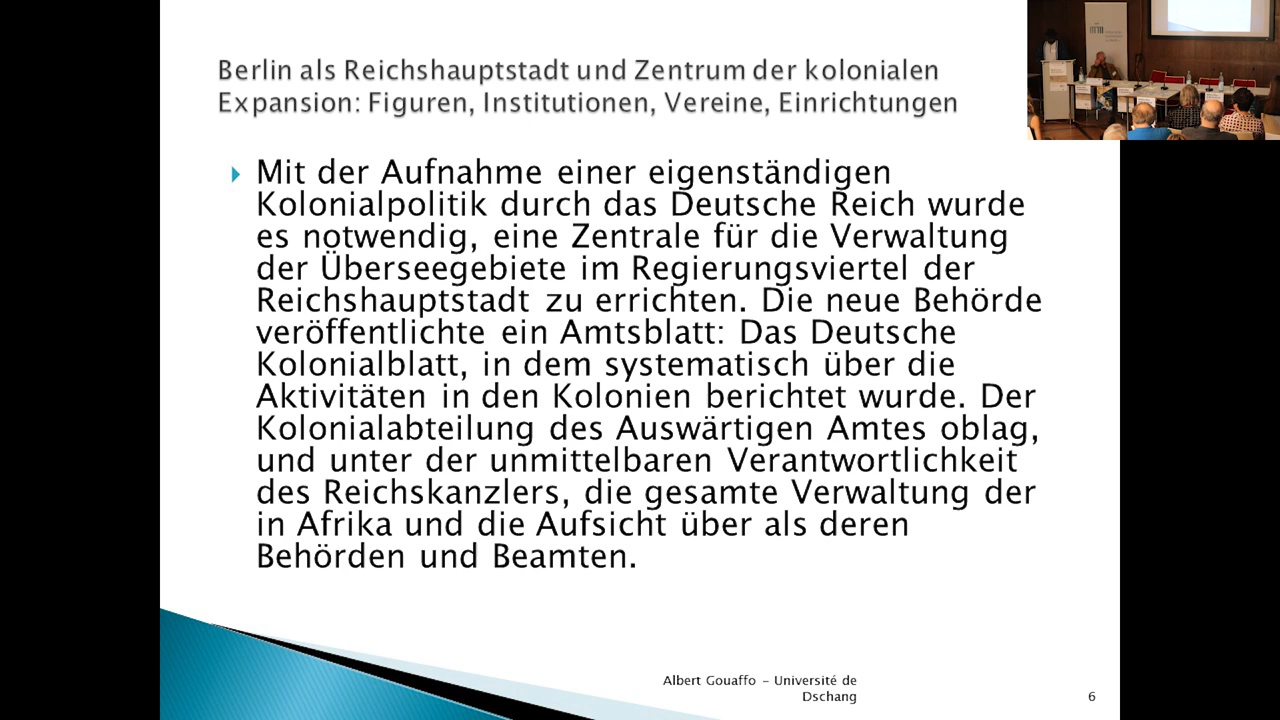 Berlin als Reichshauptstadt und Zentrum der kolonialen
Expansion: Figuren, Institutionen, Vereine, Einrichtungen
Mit der Aufnahme einer eigenständigen
Kolonialpolitik durch das Deutsche Reich wurde
es notwendig, eine Zentrale für die Verwaltung
der Überseegebiete im Regierungsviertel der
Reichshauptstadt zu errichten. Die neue Behörde
veröffentlichte ein Amtsblatt: Das Deutsche
Kolonialblatt, in dem systematisch über die
Aktivitäten in den Kolonien berichtet wurde. Der
Kolonialabteilung des Auswärtigen Amtes oblag,
und unter der unmittelbaren Verantwortlichkeit
des Reichskanzlers, die gesamte Verwaltung der
in Afrika und die Aufsicht über als deren
Behörden und Beamten.
Albert Gouaffo – Université de
Dschang
6